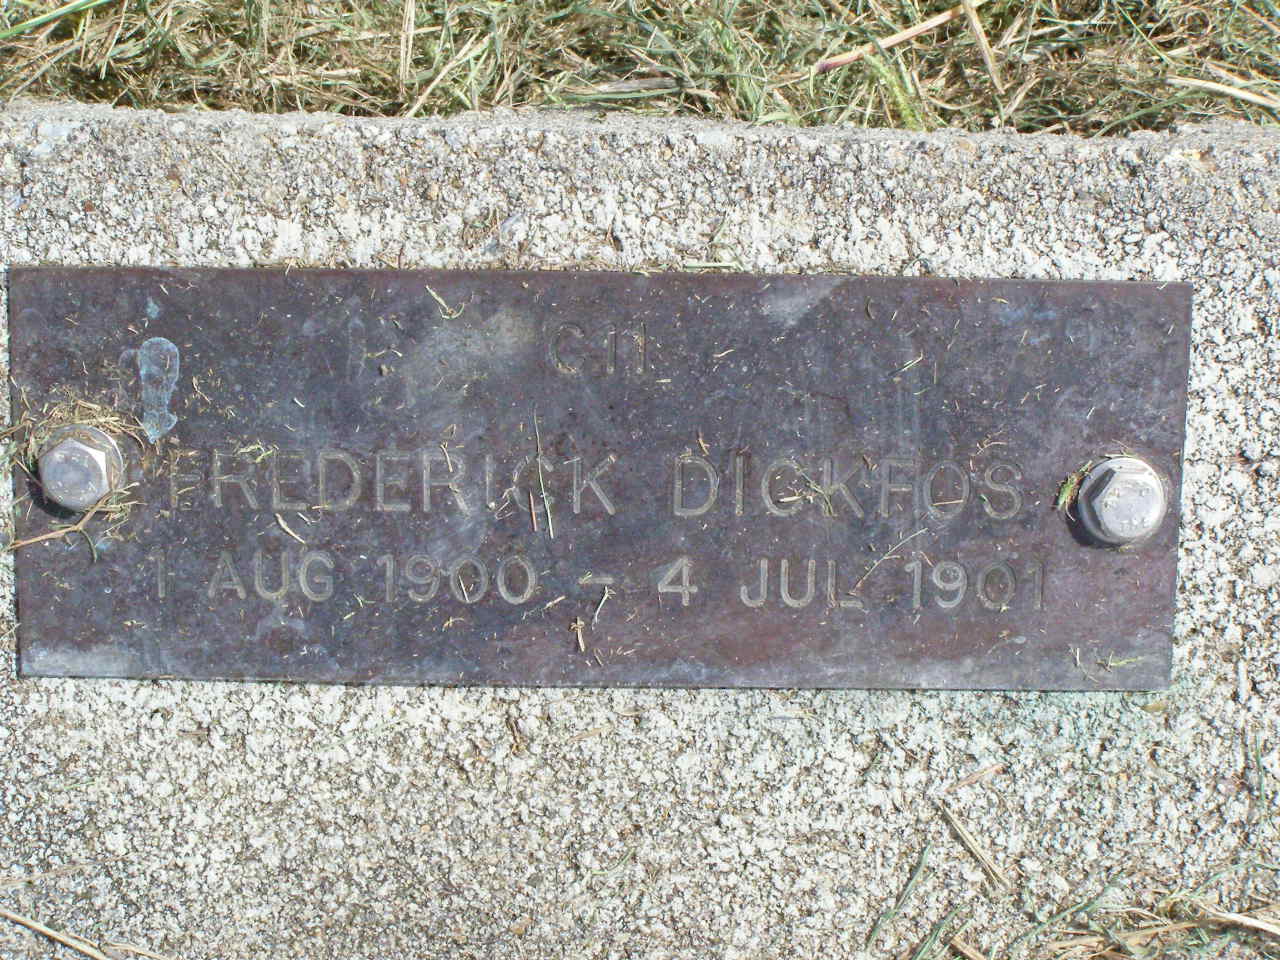 C11
FREDERICK DICKFOS
1 AUG 1900 - 4 JUL 1901